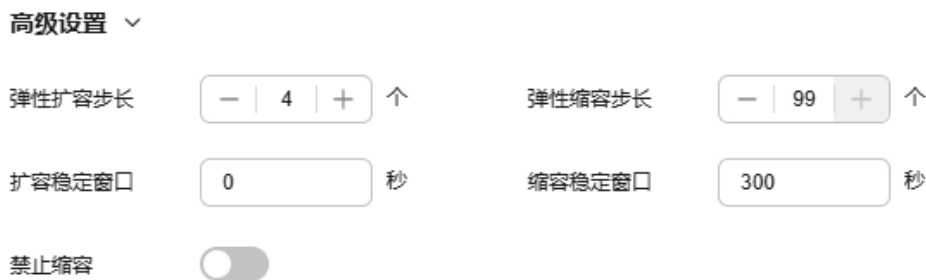 高级设置
弹性扩容步长 4 个 弹性缩容步长 99 个
扩容稳定窗口 0 秒 缩容稳定窗口 300 秒
禁止缩容